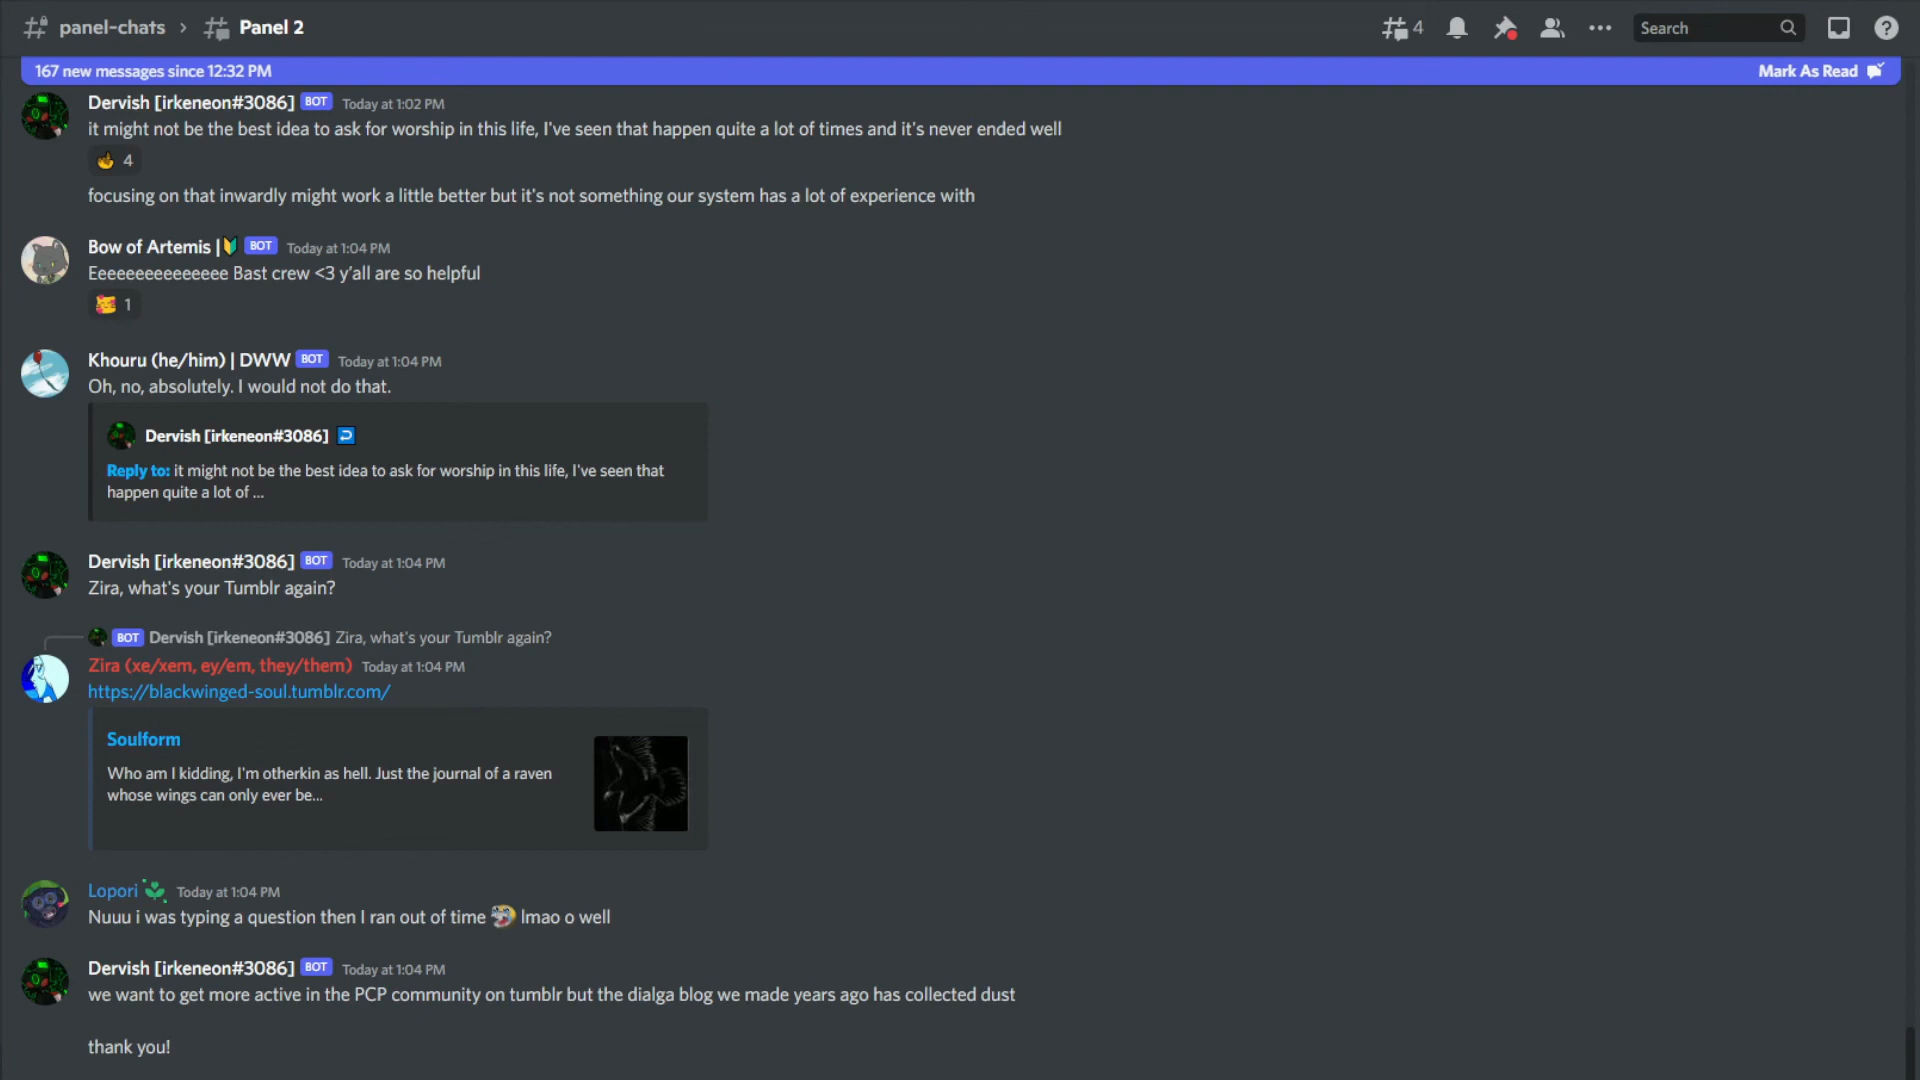 panel-chats › Panel 2 4 Search
167 new messages since 12:32 PM Mark As Read
Dervish [irkeneon#3086] BOT Today at 1:02 PM
it might not be the best idea to ask for worship in this life, I've seen that happen quite a lot of times and it's never ended well
4
focusing on that inwardly might work a little better but it's not something our system has a lot of experience with
Bow of Artemis | BOT Today at 1:04 PM
Eeeeeeeeeeeeeee Bast crew <3 y'all are so helpful
1
Khouru (he/him) | DWW BOT Today at 1:04 PM
Oh, no, absolutely. I would not do that.
Dervish [irkeneon#3086]
Reply to: it might not be the best idea to ask for worship in this life, I've seen that
happen quite a lot of ...
Dervish [irkeneon#3086] BOT Today at 1:04 PM
Zira, what's your Tumblr again?
BOT Dervish [irkeneon#3086] Zira, what's your Tumblr again?
Zira (xe/xem, ey/em, they/them) Today at 1:04 PM
https://blackwinged-soul.tumblr.com/
Soulform
Who am I kidding, I'm otherkin as hell. Just the journal of a raven
whose wings can only ever be...
Lopori Today at 1:04 PM
Nuuu i was typing a question then I ran out of time lmao o well
Dervish [irkeneon#3086] BOT Today at 1:04 PM
we want to get more active in the PCP community on tumblr but the dialga blog we made years ago has collected dust
thank you!